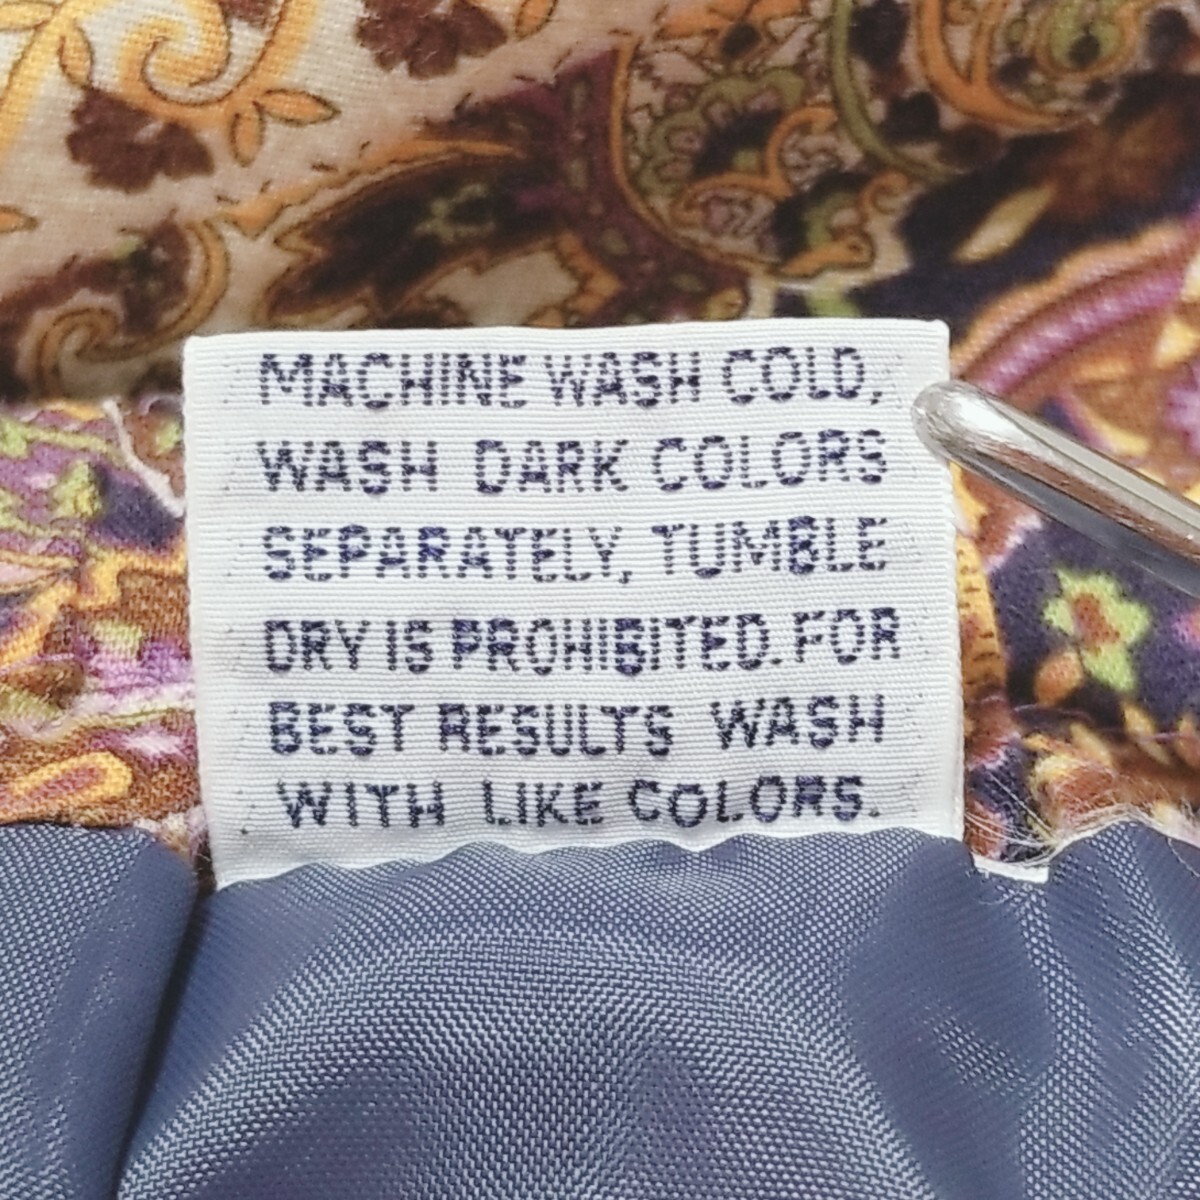 MACHINE WASH COLD,
WASH DARK COLORS
SEPARATELY, TUMBLE
DRY IS PROHIBITED. FOR
BEST RESULTS WASH
WITH LIKE COLORS.